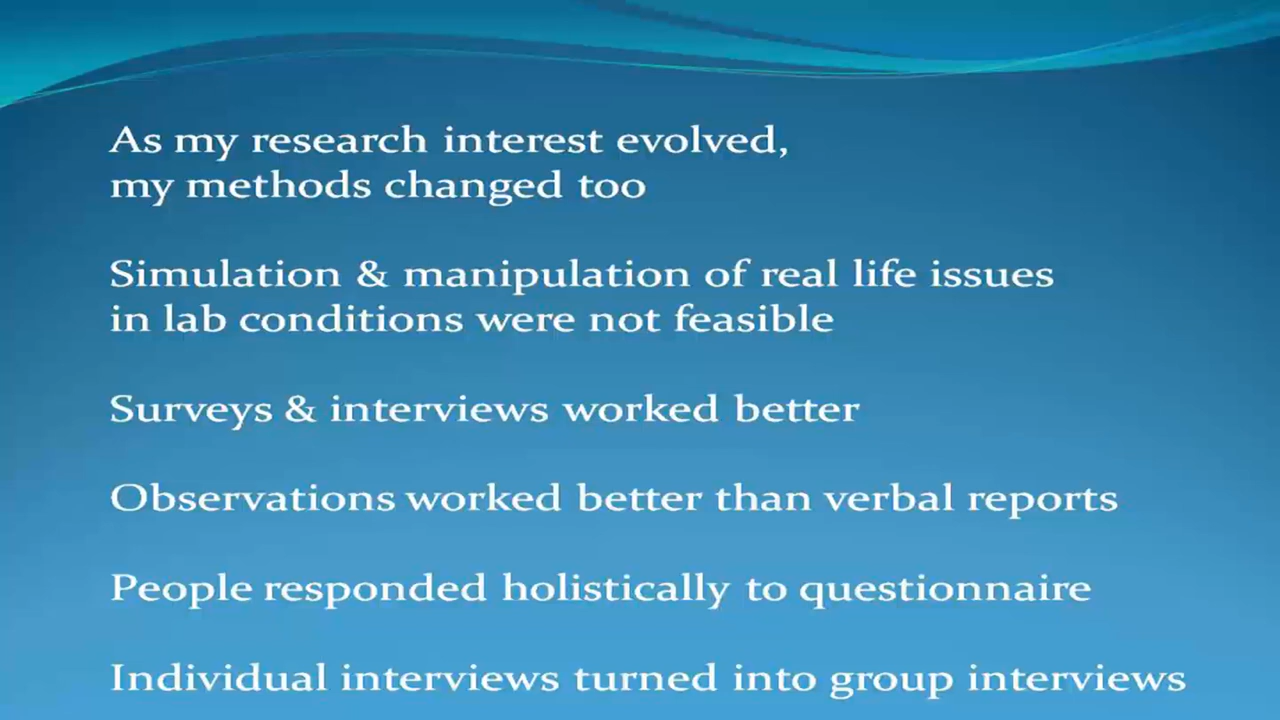 As my research interest evolved,
my methods changed too
Simulation & manipulation of real life issues
in lab conditions were not feasible
Surveys & interviews worked better
Observations worked better than verbal reports
People responded holistically to questionnaire
Individual interviews turned into group interviews